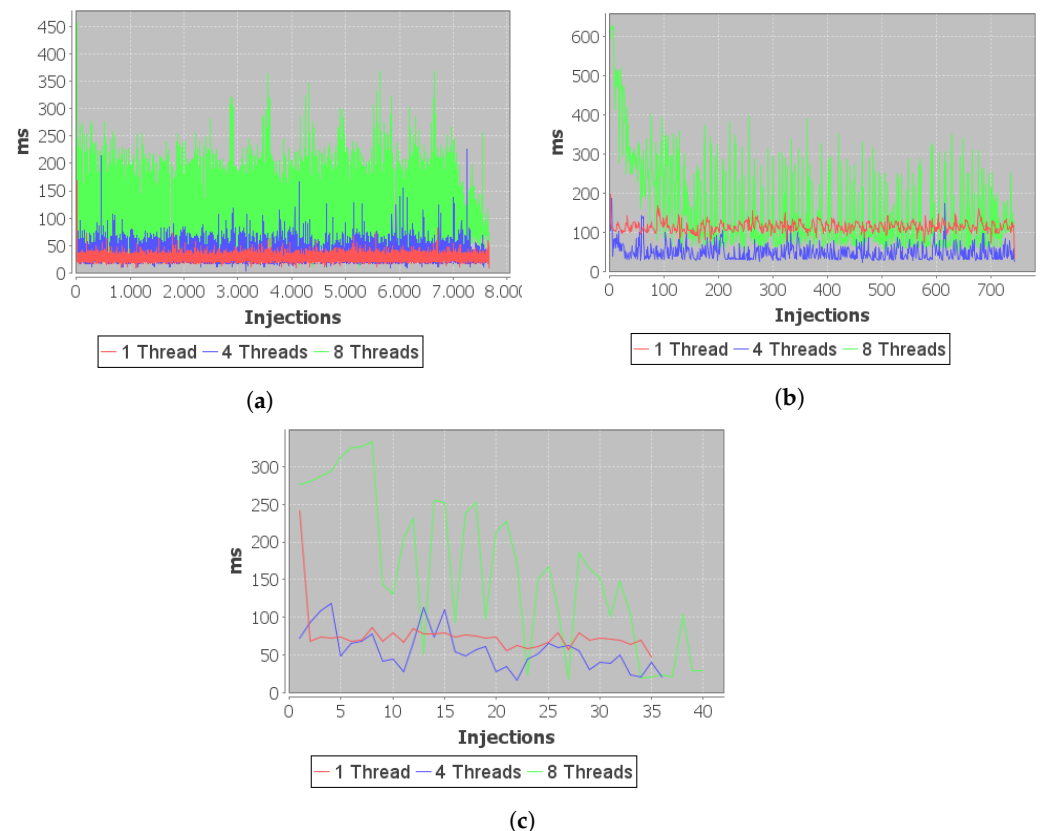 450
400
350
300
250
200
150
100
50
0
ms
0 1.000 2.000 3.000 4.000 5.000 6.000 7.000 8.000
Injections
1 Thread 4 Threads 8 Threads
(a)
600
500
400
300
200
100
0
ms
0 100 200 300 400 500 600 700
Injections
1 Thread 4 Threads 8 Threads
(b)
300
250
200
150
100
50
0
ms
0 5 10 15 20 25 30 35 40
Injections
1 Thread 4 Threads 8 Threads
(c)